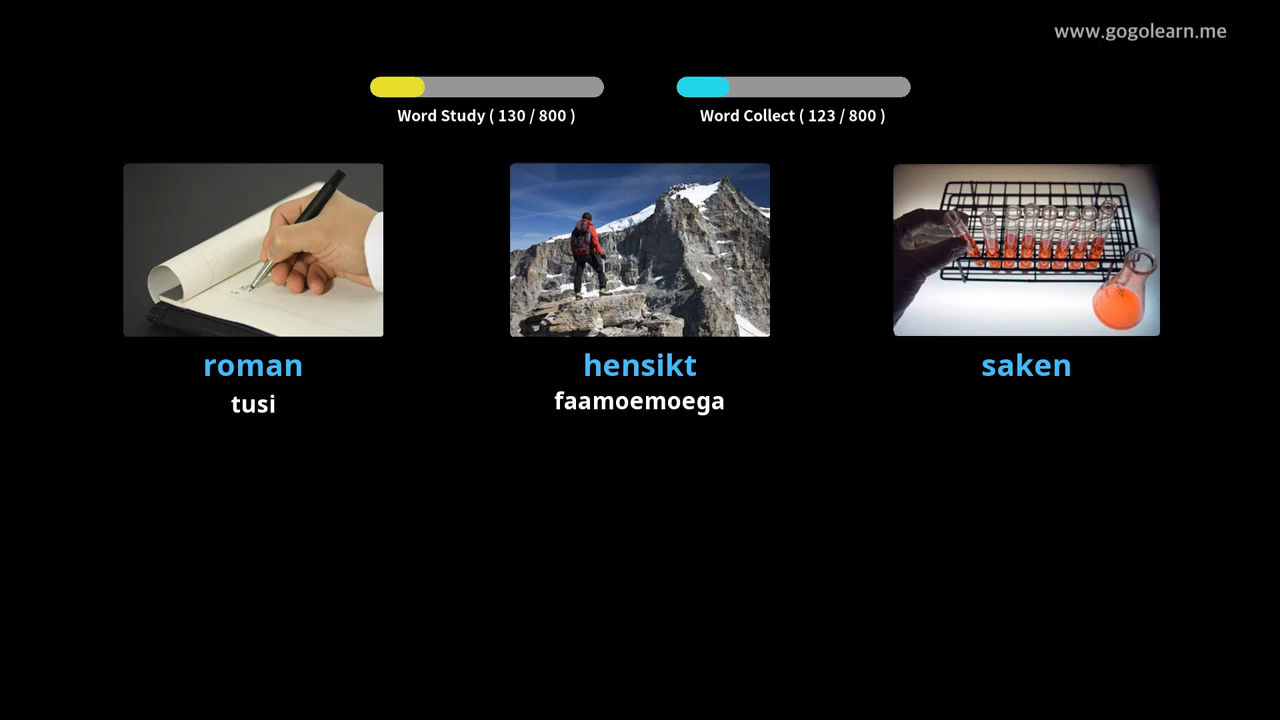 www.gogolearn.me
Word Study ( 130 / 800 )
Word Collect ( 123 / 800 )
roman
tusi
hensikt
faamoemoega
saken